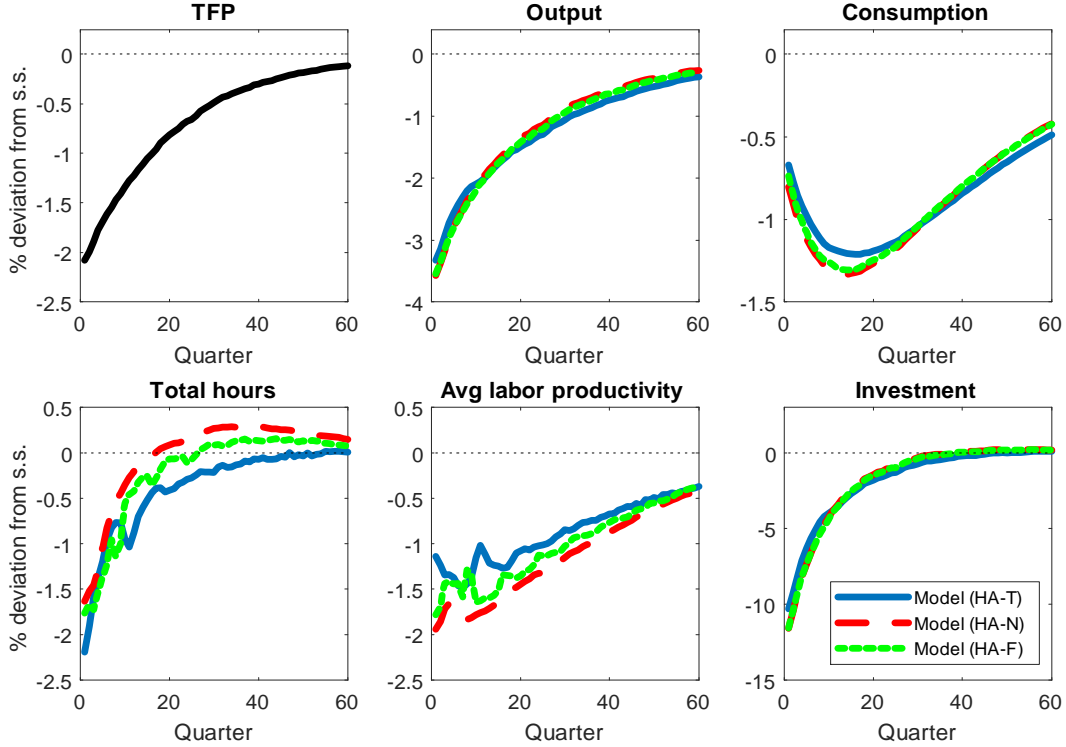 TFP
Output
Consumption
% deviation from s.s.
0
-0.5
-1
-1.5
-2
-2.5
0 20 40 60
Quarter
0
-1
-2
-3
-4
0 20 40 60
Quarter
0
-0.5
-1
-1.5
0 20 40 60
Quarter
Total hours
Avg labor productivity
Investment
% deviation from s.s.
0.5
0
-0.5
-1
-1.5
-2
-2.5
0 20 40 60
Quarter
0.5
0
-0.5
-1
-1.5
-2
-2.5
0 20 40 60
Quarter
0
-5
-10
-15
0 20 40 60
Quarter
Model (HA-T)
Model (HA-N)
Model (HA-F)